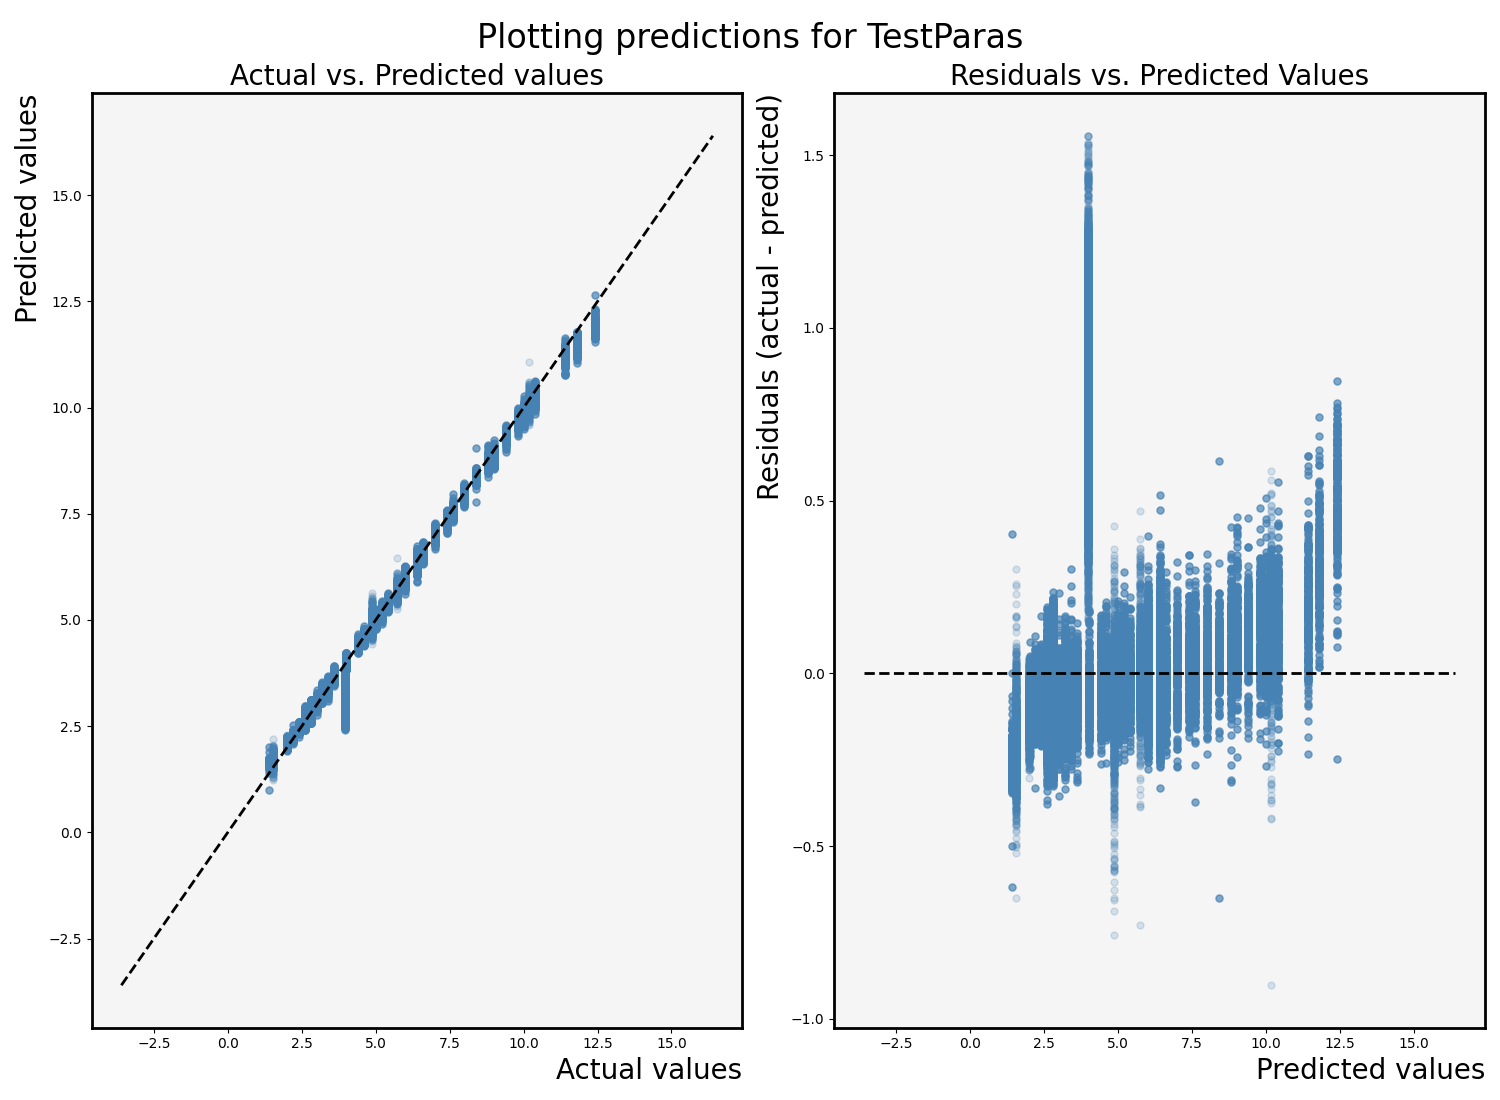 Plotting predictions for TestParas
Actual vs. Predicted values
Predicted values
15.0
12.5
10.0
7.5
5.0
2.5
0.0
−2.5
−2.5 0.0 2.5 5.0 7.5 10.0 12.5 15.0
Actual values
Residuals vs. Predicted Values
Residuals (actual - predicted)
1.5
1.0
0.5
0.0
−0.5
−1.0
−2.5 0.0 2.5 5.0 7.5 10.0 12.5 15.0
Predicted values